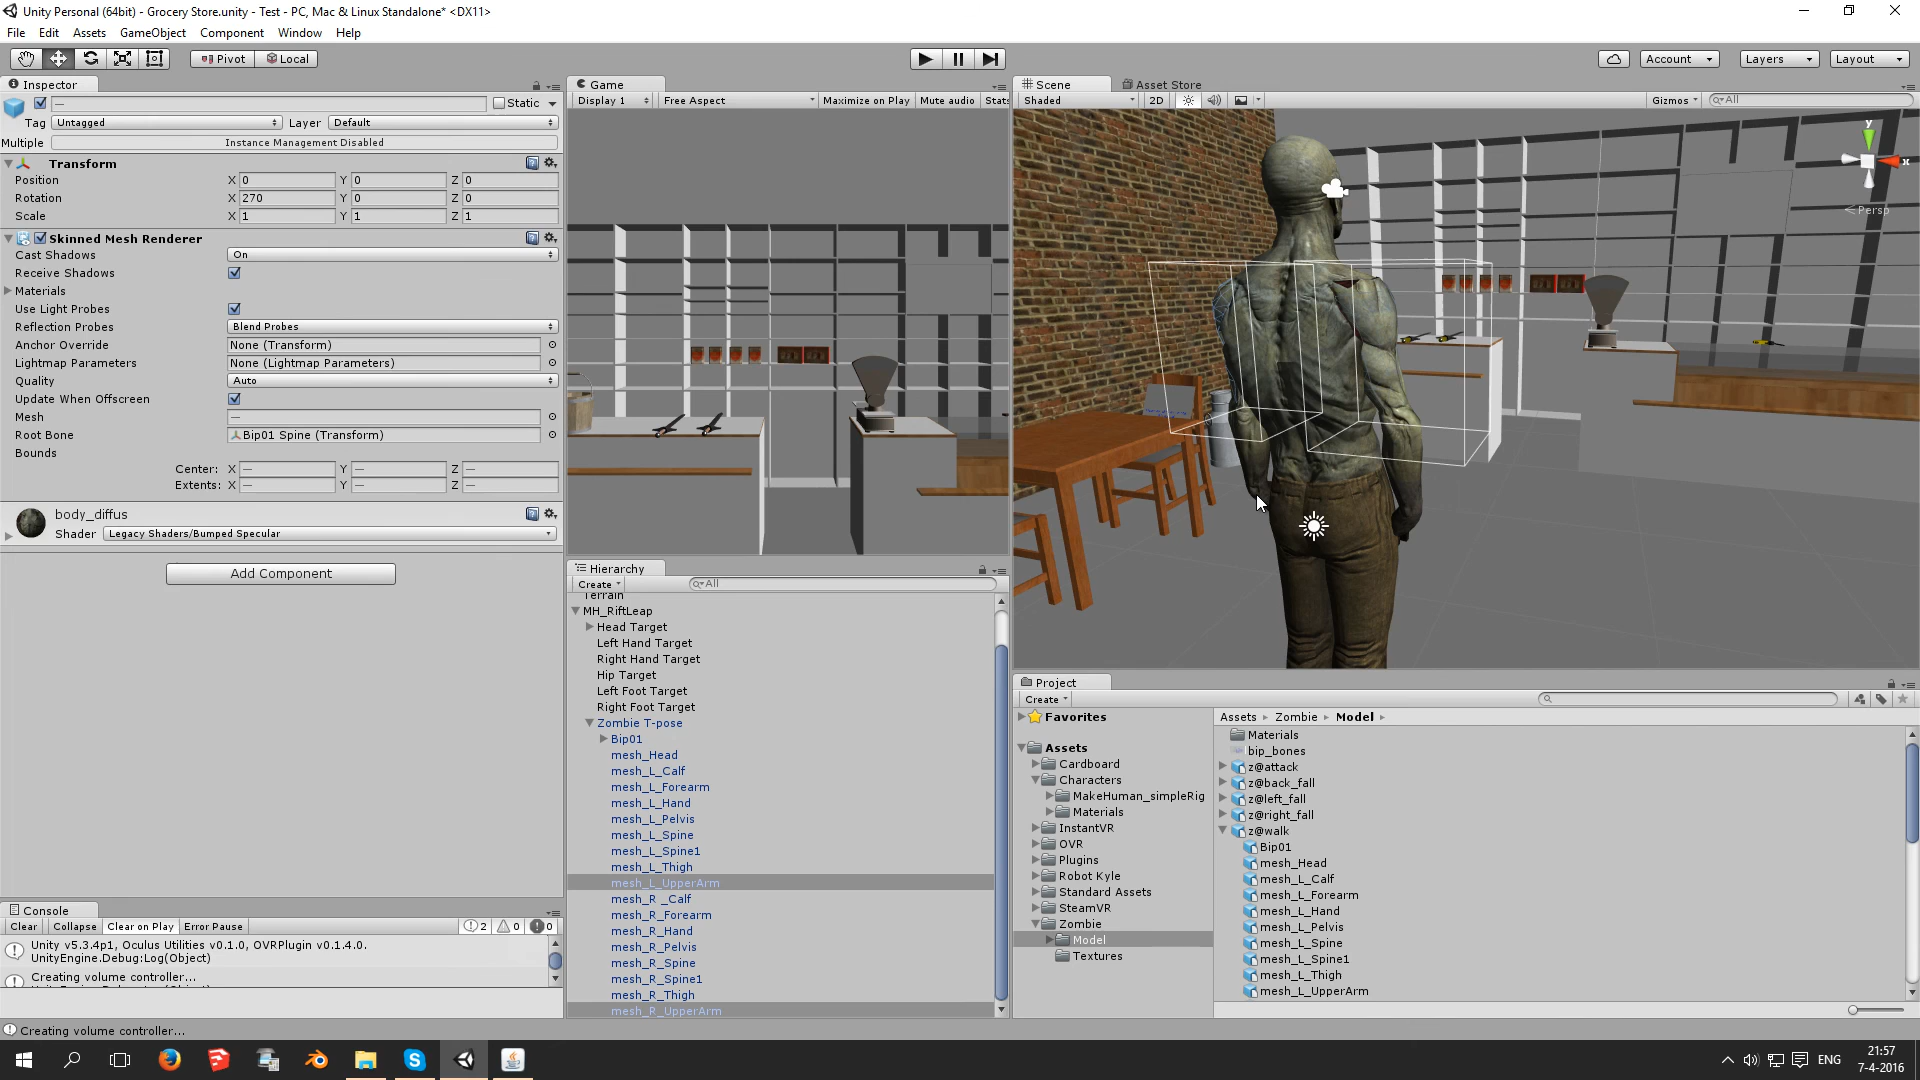 Unity Personal (64bit) - Grocery Store.unity - Test - PC, Mac & Linux Standalone* <DX11>
File Edit Assets GameObject Component Window Help
Pivot Local
Account Layers Layout
Inspector
Static
Tag Untagged Layer Default
Multiple Instance Management Disabled
Transform
Position X 0 Y 0 Z 0
Rotation X 270 Y 0 Z 0
Scale X 1 Y 1 Z 1
Skinned Mesh Renderer
Cast Shadows On
Receive Shadows
Materials
Use Light Probes
Reflection Probes Blend Probes
Anchor Override None (Transform)
Lightmap Parameters None (Lightmap Parameters)
Quality Auto
Update When Offscreen
Mesh —
Root Bone Bip01 Spine (Transform)
Bounds
Center: X — Y — Z —
Extents: X — Y — Z —
body_diffus
Shader Legacy Shaders/Bumped Specular
Add Component
Console
Clear Collapse Clear on Play Error Pause 2 0 0
Unity v5.3.4p1, Oculus Utilities v0.1.0, OVRPlugin v0.1.4.0.
UnityEngine.Debug:Log(Object)
Creating volume controller...
Creating volume controller...
Game
Display 1 Free Aspect Maximize on Play Mute audio Stats
Hierarchy
Create All
Terrain
MH_RiftLeap
Head Target
Left Hand Target
Right Hand Target
Hip Target
Left Foot Target
Right Foot Target
Zombie T-pose
Bip01
mesh_Head
mesh_L_Calf
mesh_L_Forearm
mesh_L_Hand
mesh_L_Pelvis
mesh_L_Spine
mesh_L_Spine1
mesh_L_Thigh
mesh_L_UpperArm
mesh_R _Calf
mesh_R_Forearm
mesh_R_Hand
mesh_R_Pelvis
mesh_R_Spine
mesh_R_Spine1
mesh_R_Thigh
mesh_R_UpperArm
Scene Asset Store
Shaded 2D Gizmos All
y
x
Persp
Project
Create
Favorites
Assets
Cardboard
Characters
MakeHuman_simpleRig
Materials
InstantVR
OVR
Plugins
Robot Kyle
Standard Assets
SteamVR
Zombie
Model
Textures
Assets Zombie Model
Materials
bip_bones
z@attack
z@back_fall
z@left_fall
z@right_fall
z@walk
Bip01
mesh_Head
mesh_L_Calf
mesh_L_Forearm
mesh_L_Hand
mesh_L_Pelvis
mesh_L_Spine
mesh_L_Spine1
mesh_L_Thigh
mesh_L_UpperArm
ENG
21:57
7-4-2016